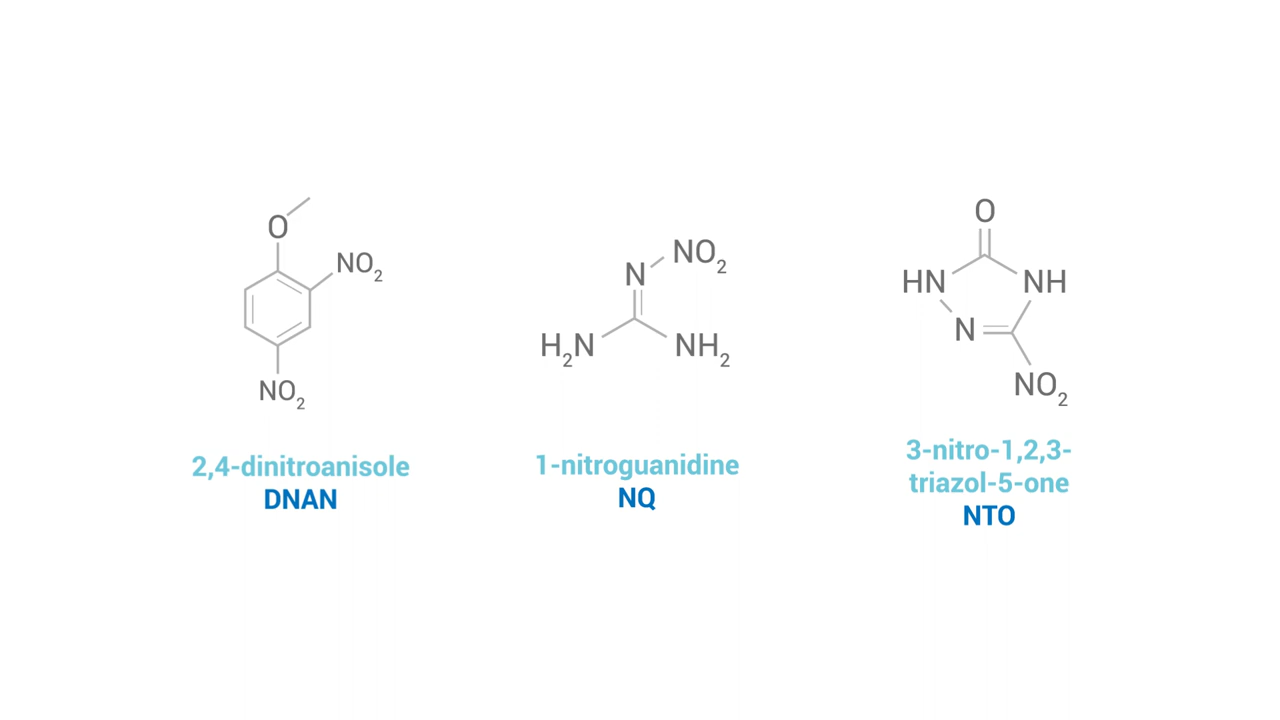 O
NO₂
NO₂
2,4-dinitroanisole
DNAN
N
NO₂
H₂N
NH₂
1-nitroguanidine
NQ
O
HN
NH
N
NO₂
3-nitro-1,2,3-
triazol-5-one
NTO